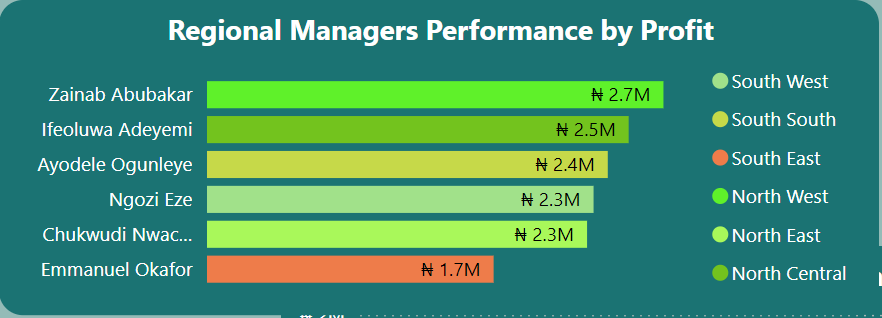 Regional Managers Performance by Profit
Zainab Abubakar ₦ 2.7M
Ifeoluwa Adeyemi ₦ 2.5M
Ayodele Ogunleye ₦ 2.4M
Ngozi Eze ₦ 2.3M
Chukwudi Nwac... ₦ 2.3M
Emmanuel Okafor ₦ 1.7M
South West
South South
South East
North West
North East
North Central